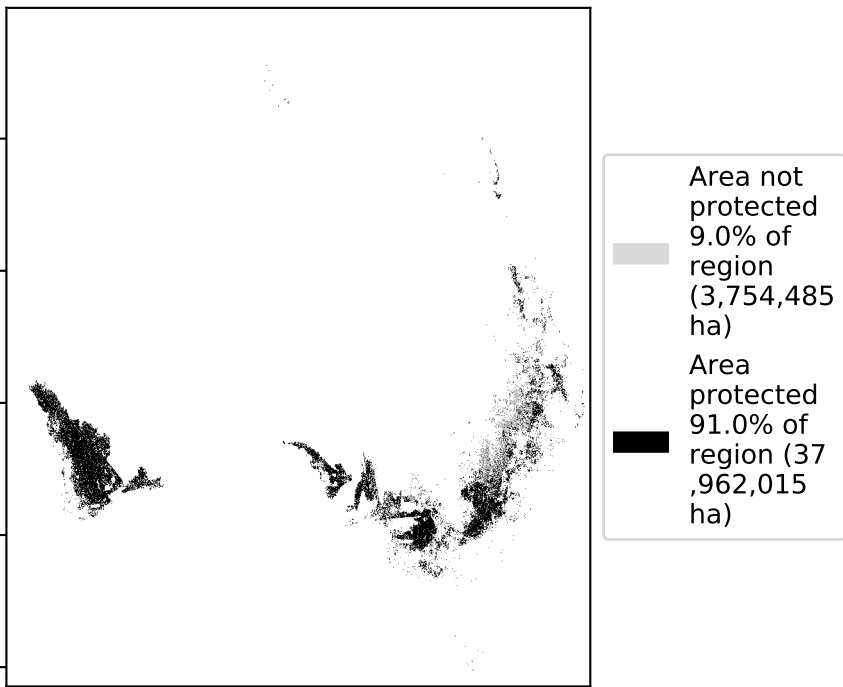 Area not
protected
9.0% of
region
(3,754,485
ha)
Area
protected
91.0% of
region (37
,962,015
ha)